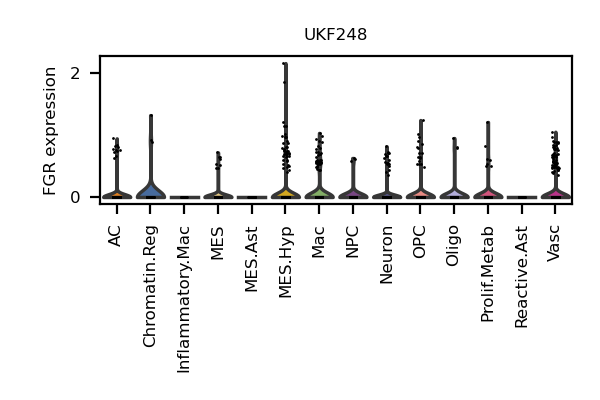 UKF248
FGR expression
2
0
AC
Chromatin.Reg
Inflammatory.Mac
MES
MES.Ast
MES.Hyp
Mac
NPC
Neuron
OPC
Oligo
Prolif.Metab
Reactive.Ast
Vasc